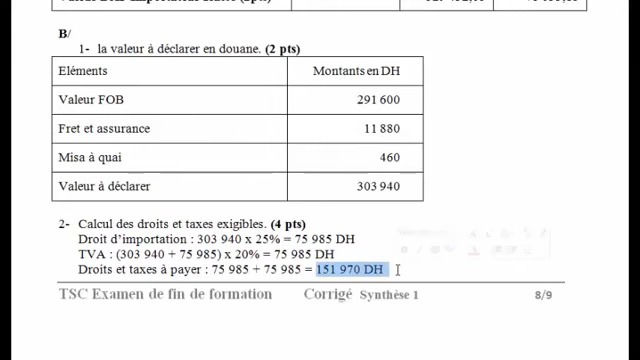 B/
1- la valeur à déclarer en douane. (2 pts)
Eléments Montants en DH
Valeur FOB 291 600
Fret et assurance 11 880
Misa à quai 460
Valeur à déclarer 303 940
2- Calcul des droits et taxes exigibles. (4 pts)
Droit d'importation : 303 940 x 25% = 75 985 DH
TVA : (303 940 + 75 985) x 20% = 75 985 DH
Droits et taxes à payer : 75 985 + 75 985 = 151 970 DH
TSC Examen de fin de formation Corrigé Synthèse 1 8/9